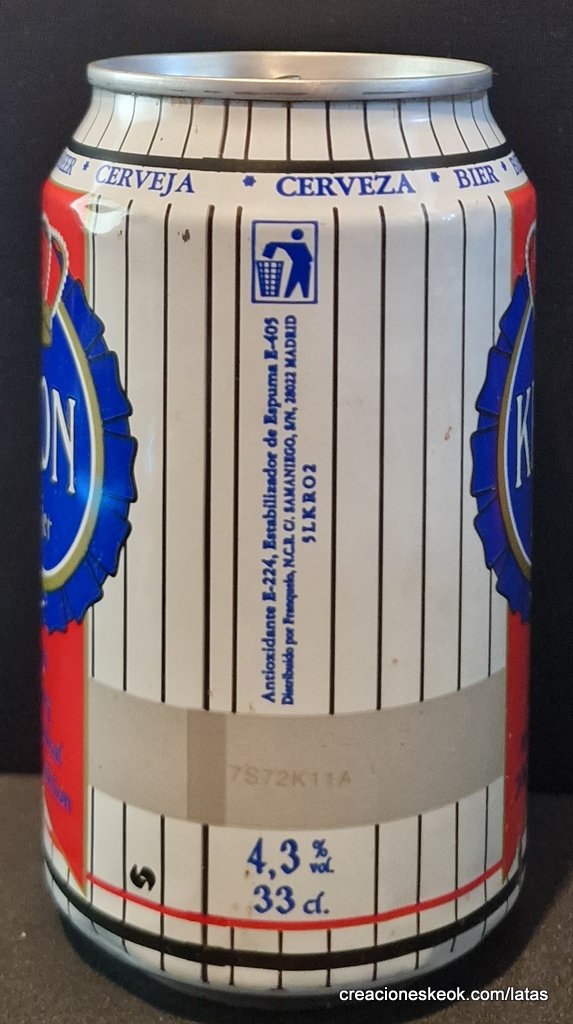 CERVEJA * CERVEZA * BIER
Antioxidante E-224, Estabilizador de Espuma E-405
Distribuido por Franquelo, N.C.R. C/ SAMANIEGO, S/N, 28022 MADRID
5LKRO2
7S72K11A
4,3 % vol.
33 cl.
creacioneskeok.com/latas